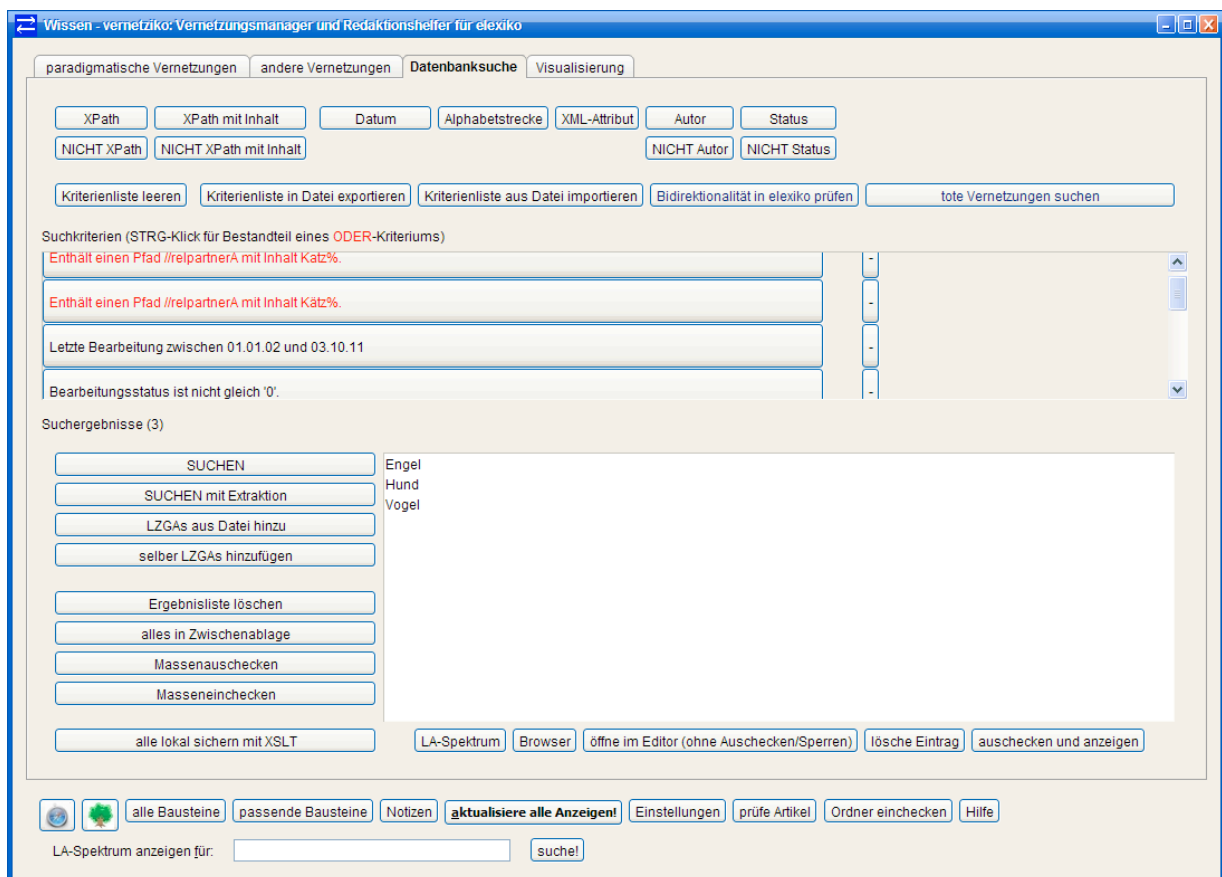 Wissen - vernetziko: Vernetzungsmanager und Redaktionshelfer für elexiko
paradigmatische Vernetzungen andere Vernetzungen Datenbanksuche Visualisierung
XPath XPath mit Inhalt Datum Alphabetstrecke XML-Attribut Autor Status
NICHT XPath NICHT XPath mit Inhalt NICHT Autor NICHT Status
Kriterienliste leeren Kriterienliste in Datei exportieren Kriterienliste aus Datei importieren Bidirektionalität in elexiko prüfen tote Vernetzungen suchen
Suchkriterien (STRG-Klick für Bestandteil eines ODER-Kriteriums)
Enthält einen Pfad //relpartnerA mit Inhalt Katz%. -
Enthält einen Pfad //relpartnerA mit Inhalt Kätz%. -
Letzte Bearbeitung zwischen 01.01.02 und 03.10.11 -
Bearbeitungsstatus ist nicht gleich '0'. -
Suchergebnisse (3)
SUCHEN
SUCHEN mit Extraktion
LZGAs aus Datei hinzu
selber LZGAs hinzufügen
Ergebnisliste löschen
alles in Zwischenablage
Massenauschecken
Masseneinchecken
alle lokal sichern mit XSLT
Engel
Hund
Vogel
LA-Spektrum Browser öffne im Editor (ohne Auschecken/Sperren) lösche Eintrag auschecken und anzeigen
alle Bausteine passende Bausteine Notizen aktualisiere alle Anzeigen! Einstellungen prüfe Artikel Ordner einchecken Hilfe
LA-Spektrum anzeigen für: suche!